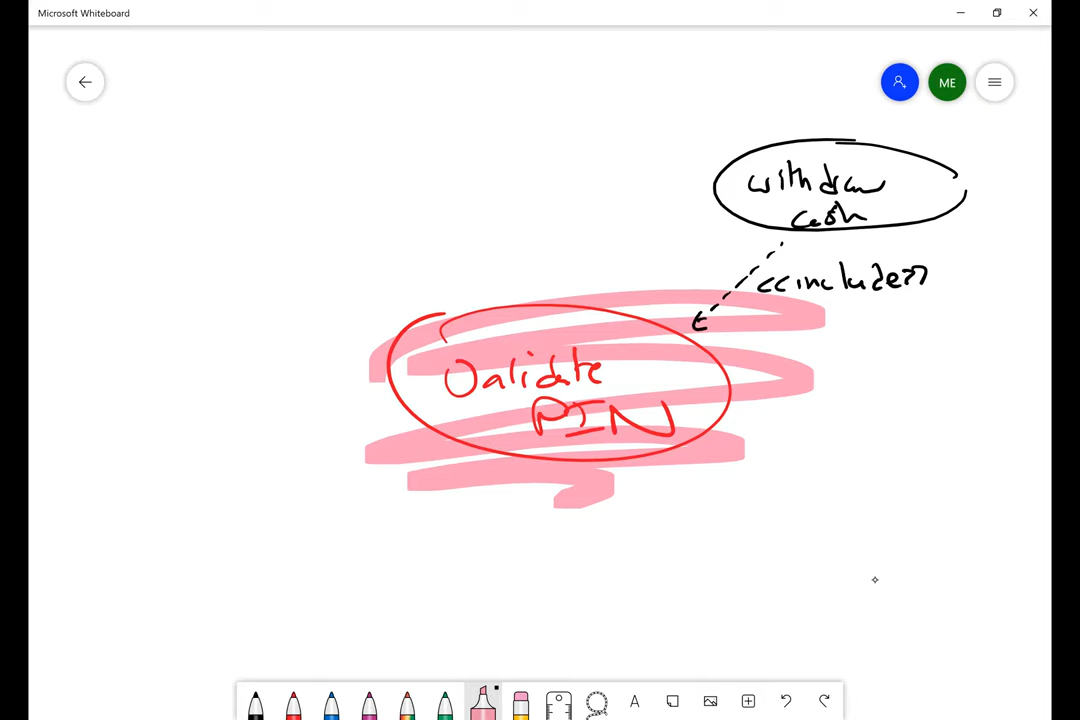 Microsoft Whiteboard
ME
withdraw
cash
<<include>>
Validate
PIN
A